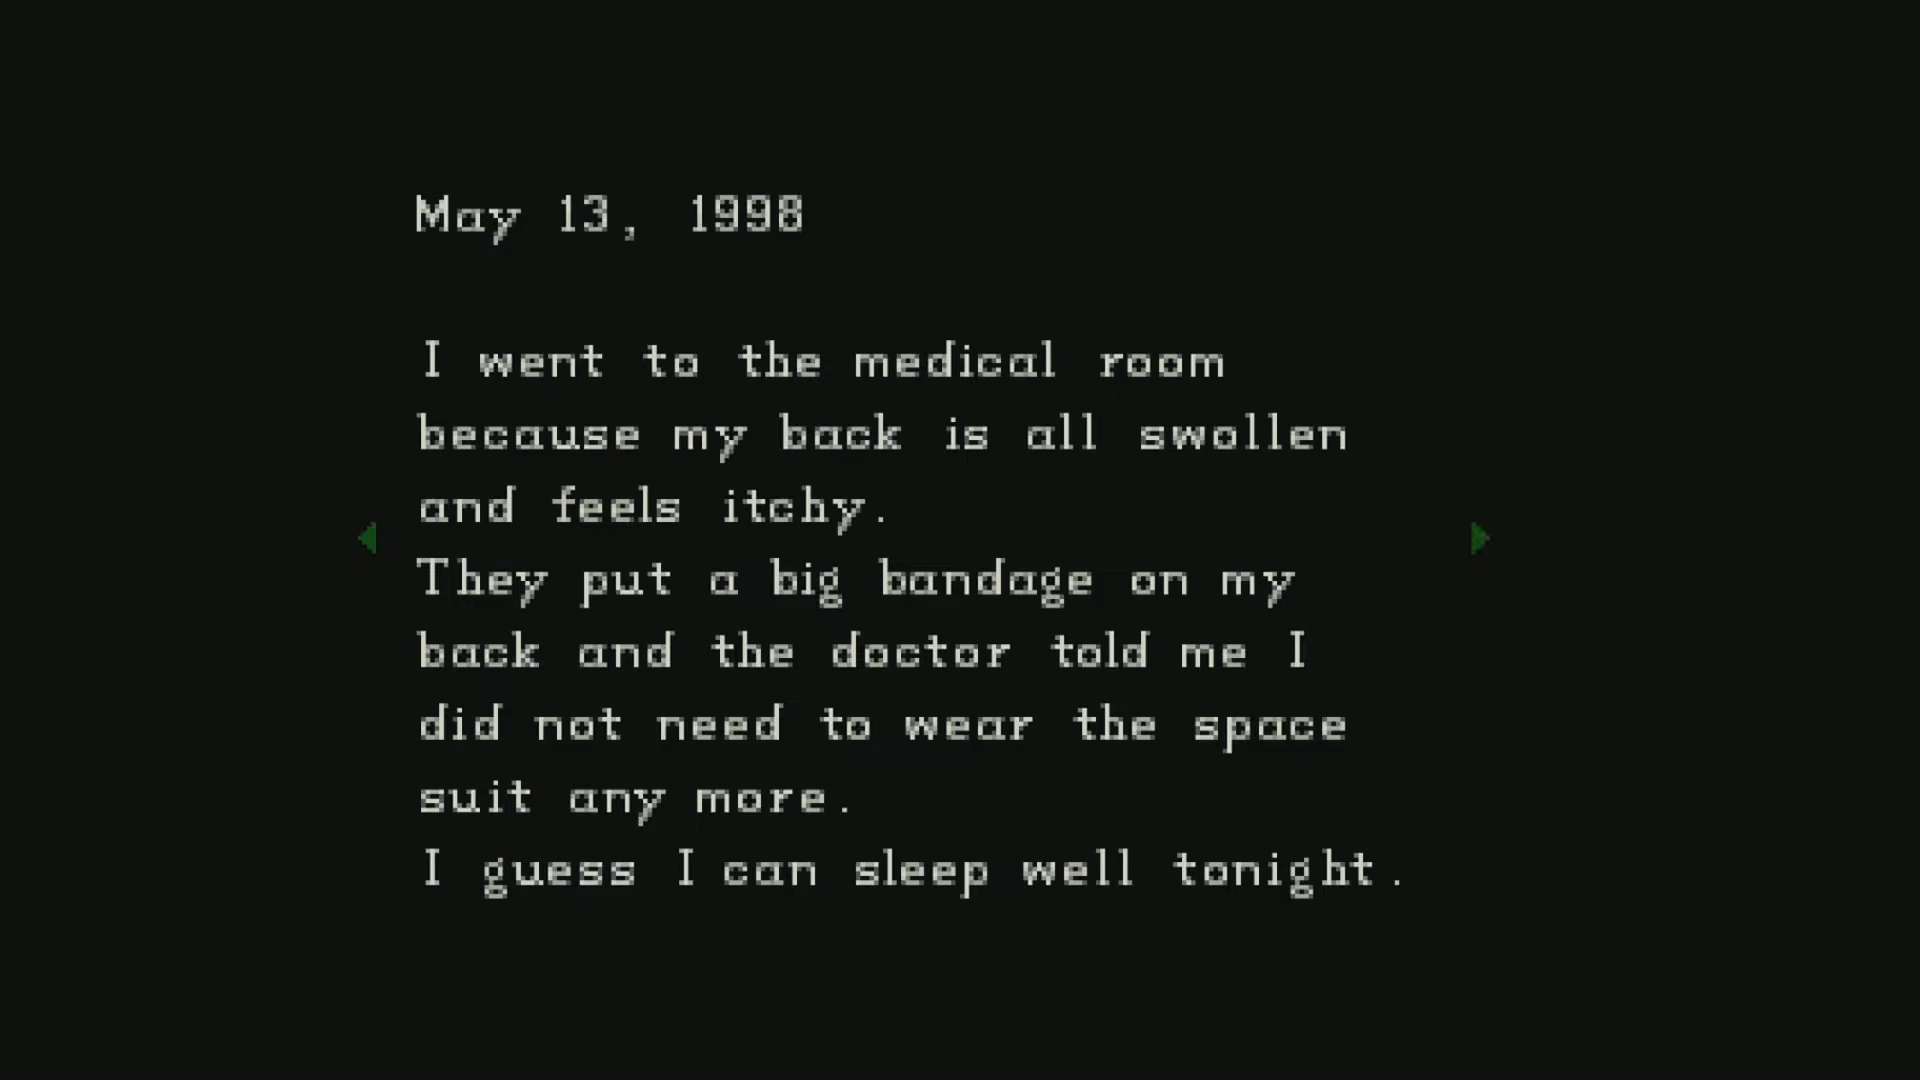 May 13, 1998
I went to the medical room
because my back is all swollen
and feels itchy.
They put a big bandage on my
back and the doctor told me I
did not need to wear the space
suit any more.
I guess I can sleep well tonight.